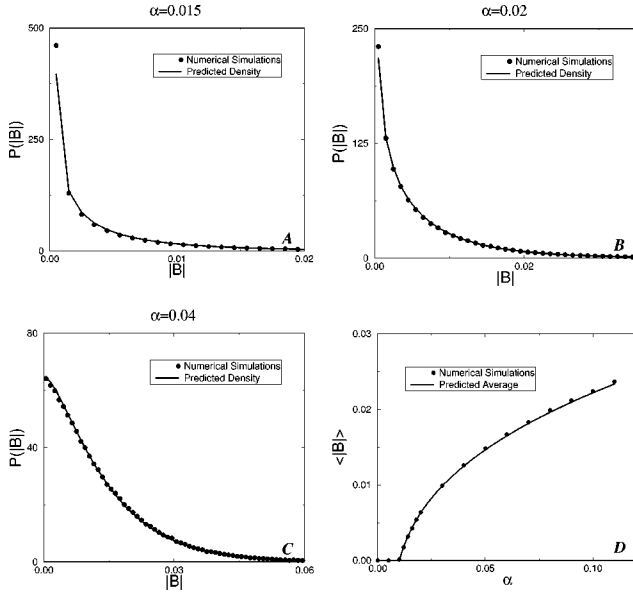 α=0.015
500
250
0
P(|B|)
Numerical Simulations
Predicted Density
A
0.00
0.01
0.02
|B|
α=0.02
250
125
0
P(|B|)
Numerical Simulations
Predicted Density
B
0.00
0.02
|B|
α=0.04
80
40
0
P(|B|)
Numerical Simulations
Predicted Density
C
0.00
0.03
0.06
|B|
0.03
0.02
0.01
0.00
<|B|>
Numerical Simulations
Predicted Average
D
0.00
0.05
0.10
α